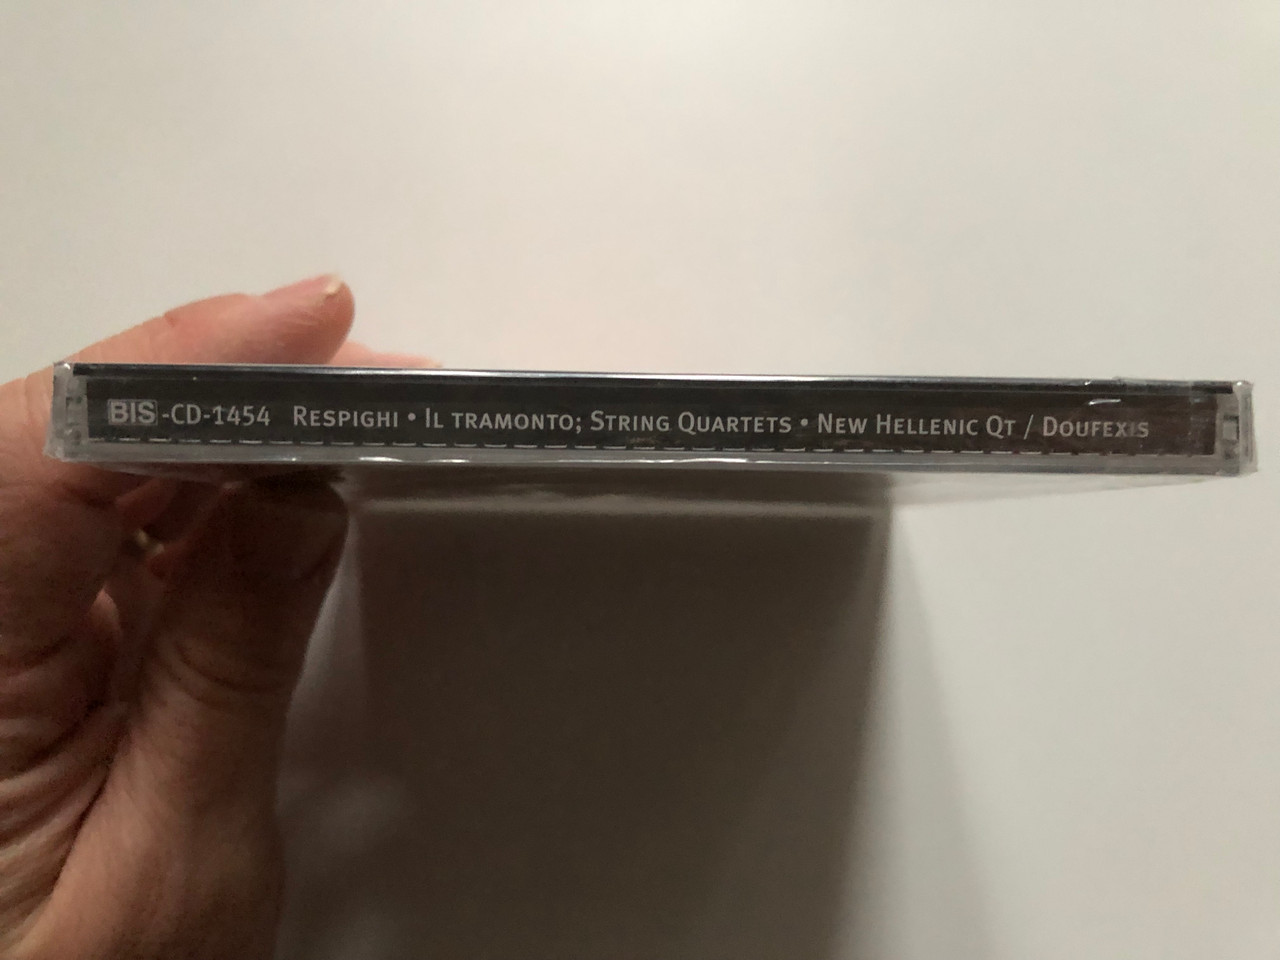 BIS-CD-1454 Respighi • Il tramonto; String Quartets • New Hellenic Qt / Doufexis